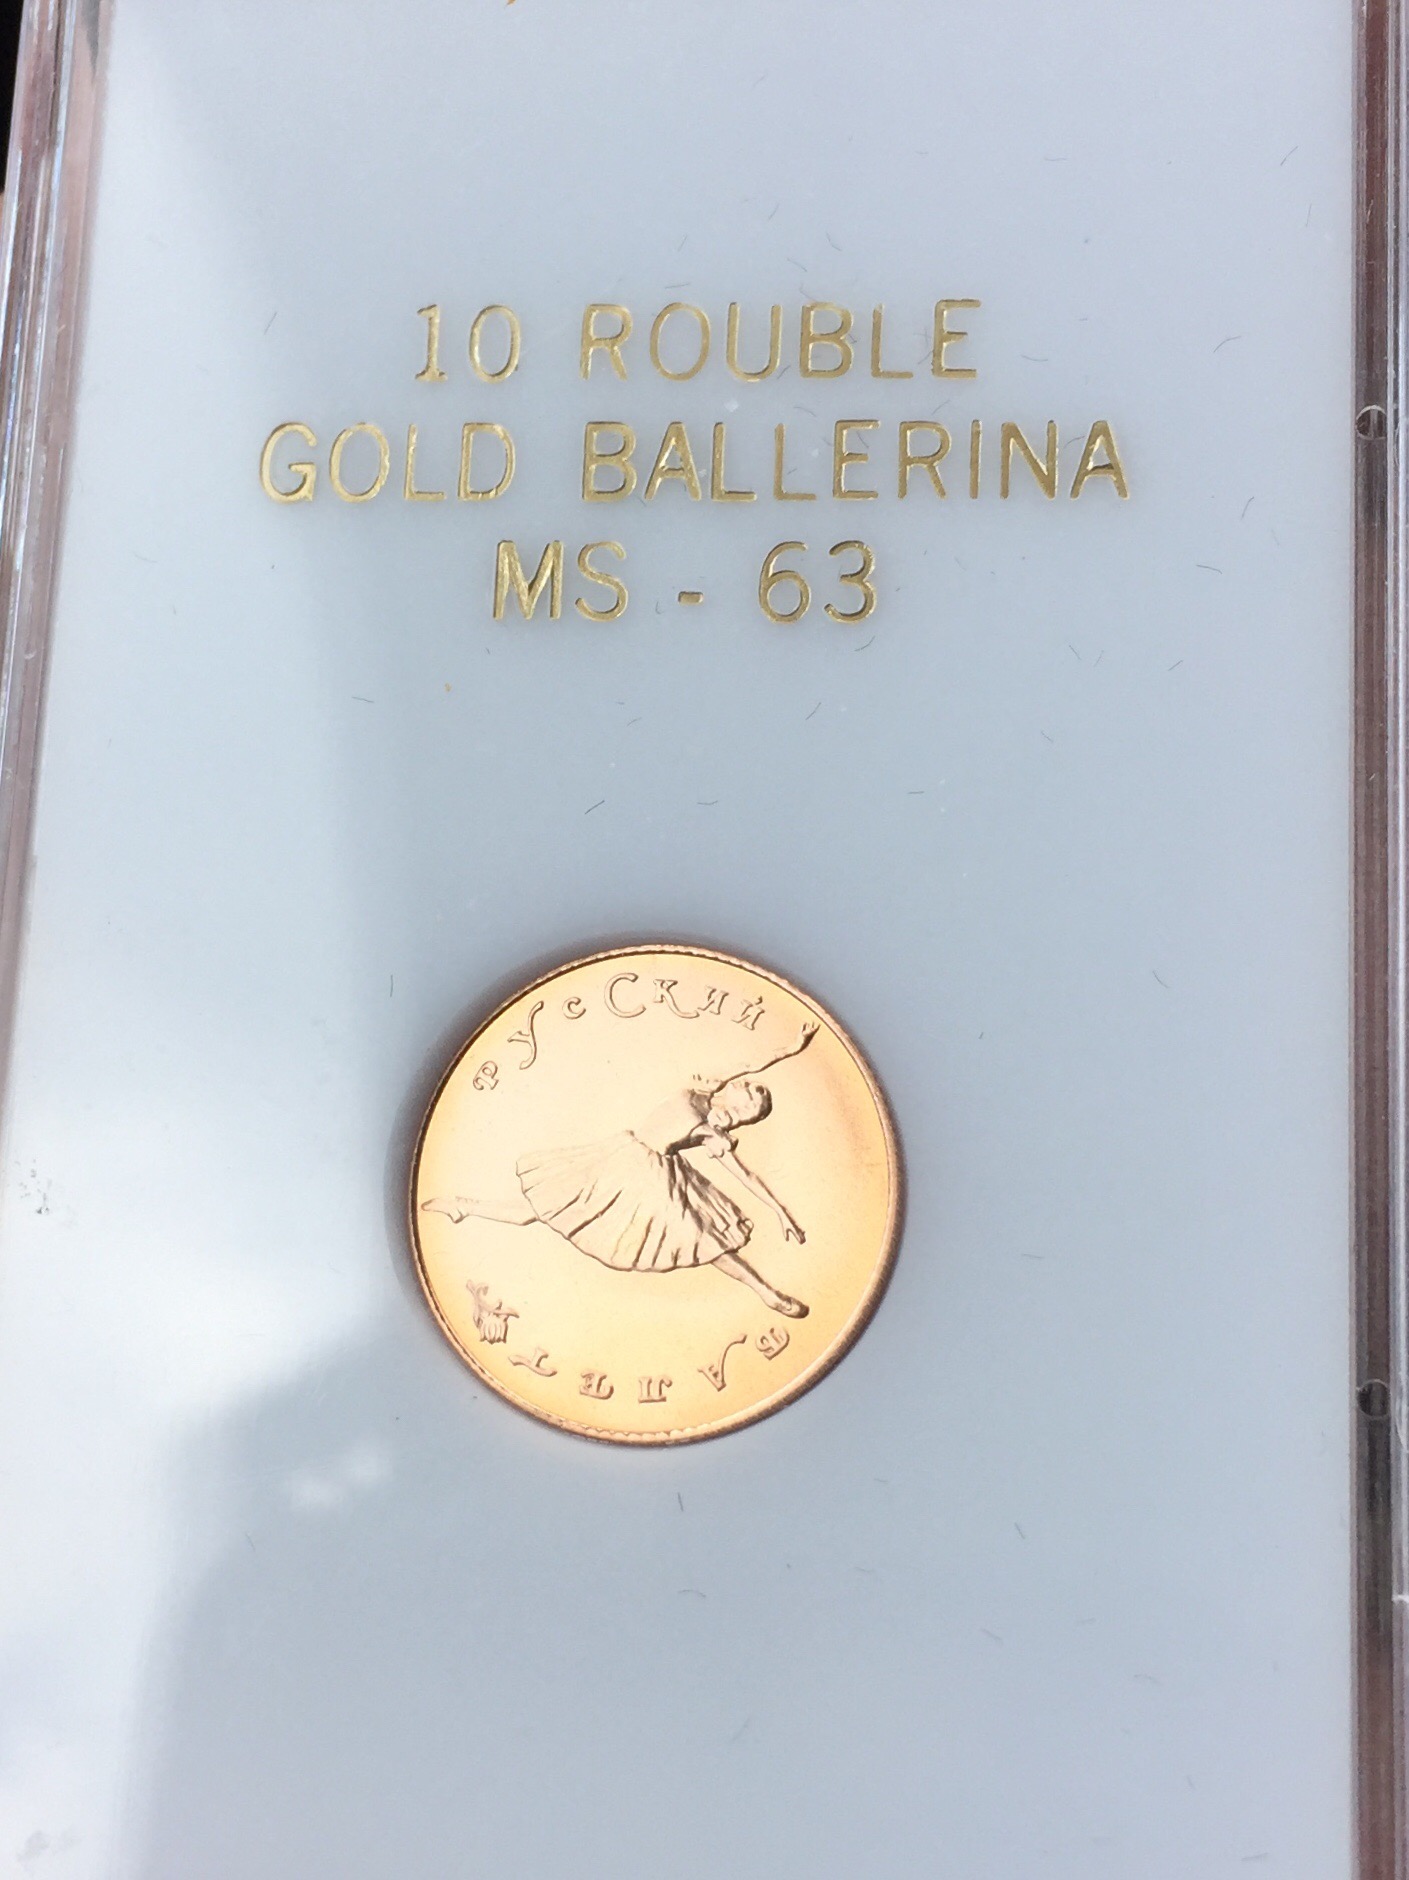 10 ROUBLE
GOLD BALLERINA
MS - 63
РУССКИЙ
БАЛЕТ